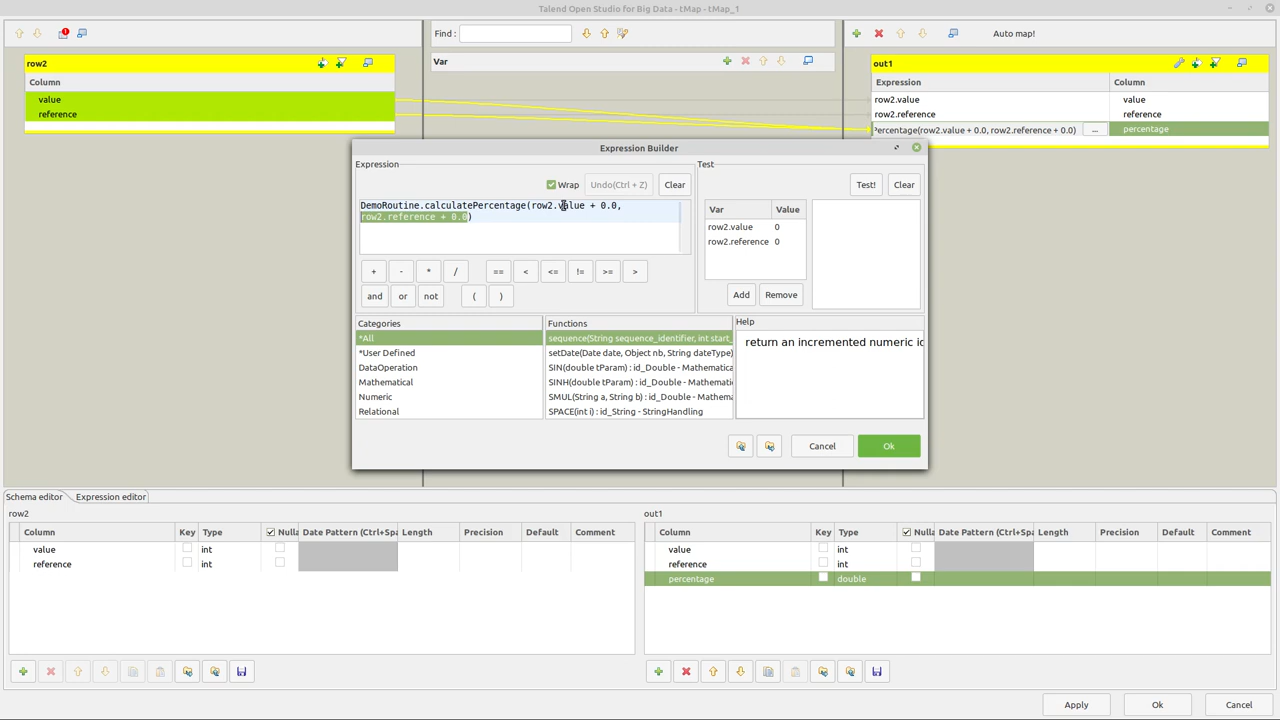 Talend Open Studio for Big Data - tMap - tMap_1
Find :
Auto map!
row2
Column
value
reference
Var
out1
Expression Column
row2.value value
row2.reference reference
Percentage(row2.value + 0.0, row2.reference + 0.0) ... percentage
Expression Builder
Expression
Wrap Undo(Ctrl + Z) Clear
DemoRoutine.calculatePercentage(row2.value + 0.0,
row2.reference + 0.0)
+ - * / == < <= != >= >
and or not ( )
Test
Test! Clear
Var Value
row2.value 0
row2.reference 0
Add Remove
Categories
*All
*User Defined
DataOperation
Mathematical
Numeric
Relational
Functions
sequence(String sequence_identifier, int start_
setDate(Date date, Object nb, String dateType)
SIN(double tParam) : id_Double - Mathematica
SINH(double tParam) : id_Double - Mathemati
SMUL(String a, String b) : id_Double - Mathema
SPACE(int i) : id_String - StringHandling
Help
return an incremented numeric id
Cancel Ok
Schema editor Expression editor
row2
Column Key Type Nulla Date Pattern (Ctrl+Spa Length Precision Default Comment
value int
reference int
out1
Column Key Type Nulla Date Pattern (Ctrl+Spa Length Precision Default Comment
value int
reference int
percentage double
Apply Ok Cancel